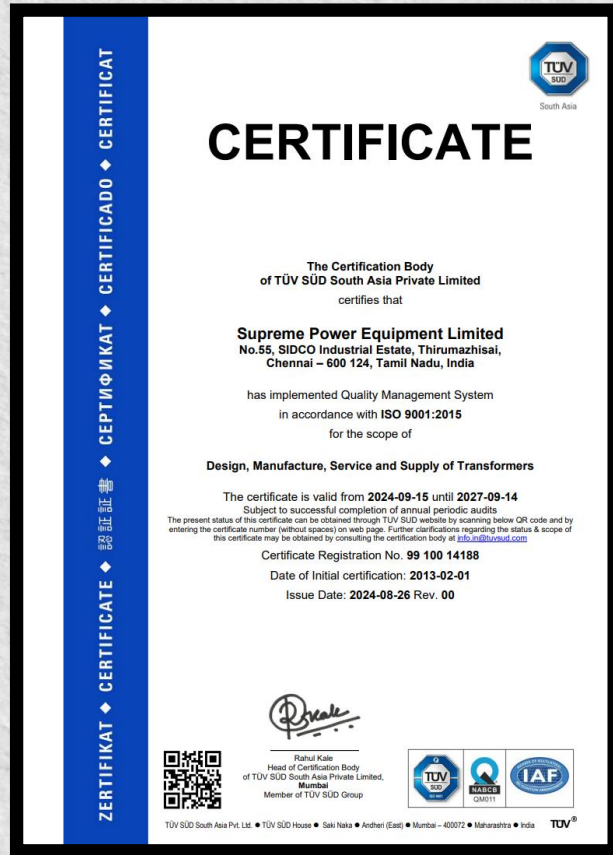 ZERTIFIKAT ◆ CERTIFICATE ◆ 認証証書 ◆ СЕРТИФИКАТ ◆ CERTIFICADO ◆ CERTIFICAT
TÜV
SÜD
South Asia
CERTIFICATE
The Certification Body
of TÜV SÜD South Asia Private Limited
certifies that
Supreme Power Equipment Limited
No.55, SIDCO Industrial Estate, Thirumazhisai,
Chennai – 600 124, Tamil Nadu, India
has implemented Quality Management System
in accordance with ISO 9001:2015
for the scope of
Design, Manufacture, Service and Supply of Transformers
The certificate is valid from 2024-09-15 until 2027-09-14
Subject to successful completion of annual periodic audits
The present status of this certificate can be obtained through TUV SUD website by scanning below QR code and by
entering the certificate number (without spaces) on web page. Further clarifications regarding the status & scope of
this certificate may be obtained by consulting the certification body at info.in@tuvsud.com
Certificate Registration No. 99 100 14188
Date of Initial certification: 2013-02-01
Issue Date: 2024-08-26 Rev. 00
Rahul Kale
Head of Certification Body
of TÜV SÜD South Asia Private Limited,
Mumbai
Member of TÜV SÜD Group
TÜV
SUD
ISO 9001
NABCB
QM011
IAF
TÜV SÜD South Asia Pvt. Ltd. ● TÜV SÜD House ● Saki Naka ● Andheri (East) ● Mumbai – 400072 ● Maharashtra ● India TÜV®